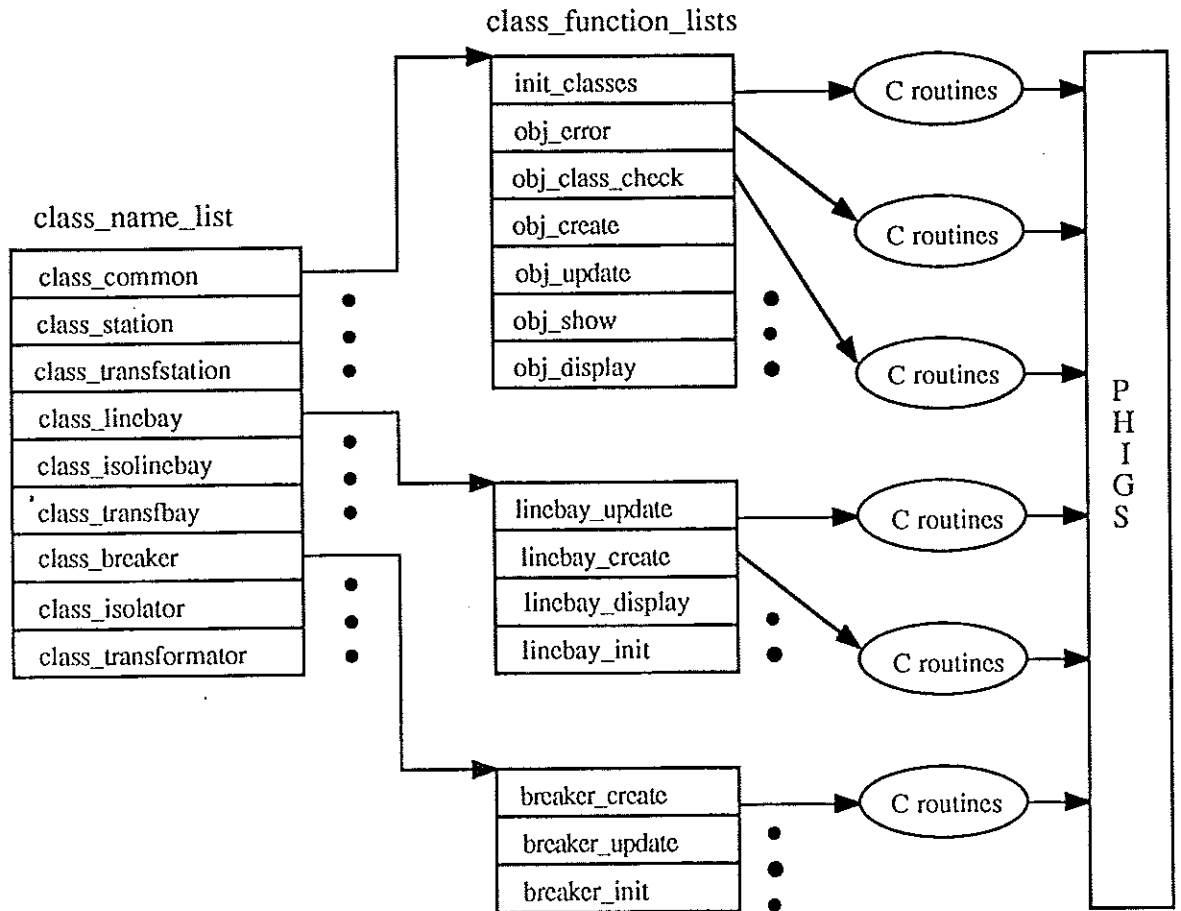 class_function_lists
init_classes
obj_error
obj_class_check
obj_create
obj_update
obj_show
obj_display
class_name_list
class_common
class_station
class_transfstation
class_linebay
class_isolinebay
class_transfbay
class_breaker
class_isolator
class_transformator
linebay_update
linebay_create
linebay_display
linebay_init
breaker_create
breaker_update
breaker_init
C routines
C routines
C routines
C routines
C routines
C routines
PHIGS